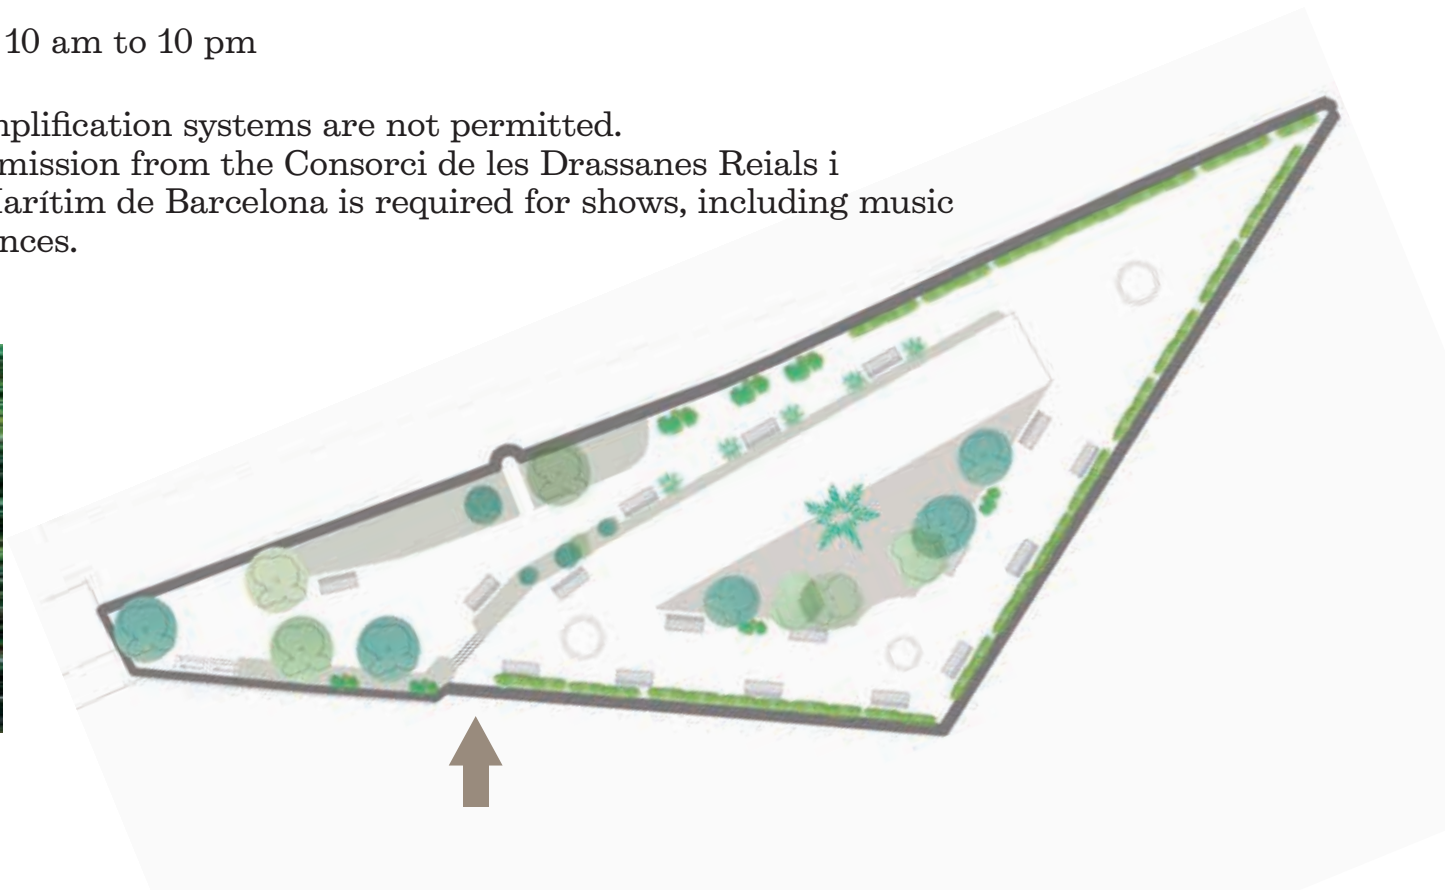 10 am to 10 pm
nplification systems are not permitted.
mission from the Consorci de les Drassanes Reials i
arítim de Barcelona is required for shows, including music
nces.